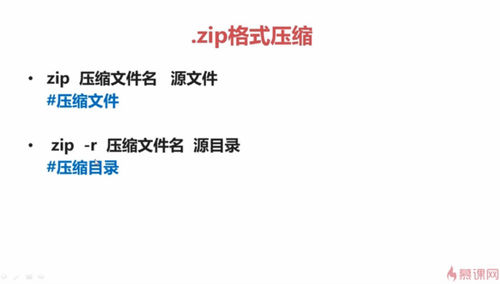 .zip格式压缩
• zip 压缩文件名 源文件
#压缩文件
• zip -r 压缩文件名 源目录
#压缩目录
慕课网